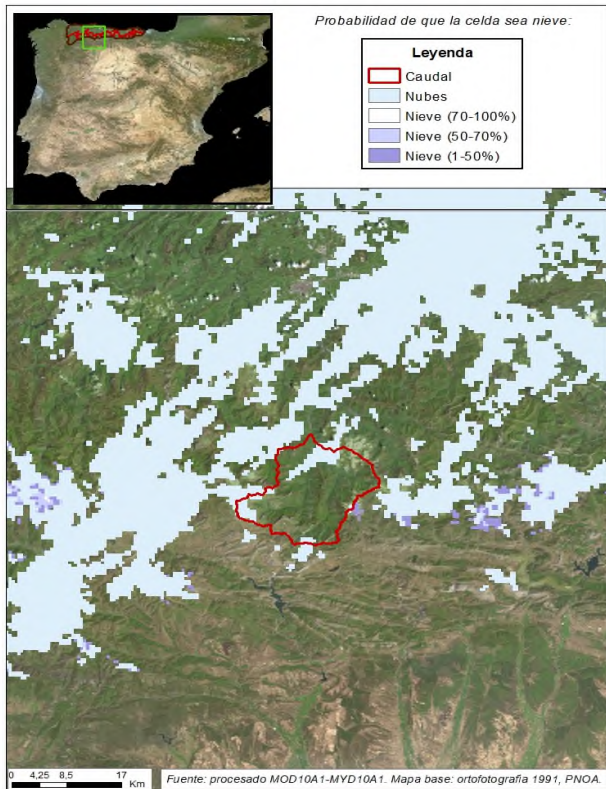 Probabilidad de que la celda sea nieve:
Leyenda
Caudal
Nubes
Nieve (70-100%)
Nieve (50-70%)
Nieve (1-50%)
0 4,25 8,5 17
Km
Fuente: procesado MOD10A1-MYD10A1. Mapa base: ortofotografia 1991, PNOA.